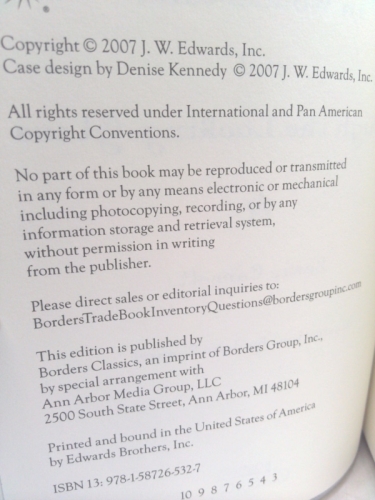 Copyright © 2007 J. W. Edwards, Inc.
Case design by Denise Kennedy © 2007 J. W. Edwards, Inc.
All rights reserved under International and Pan American
Copyright Conventions.
No part of this book may be reproduced or transmitted
in any form or by any means electronic or mechanical
including photocopying, recording, or by any
information storage and retrieval system,
without permission in writing
from the publisher.
Please direct sales or editorial inquiries to:
BordersTradeBookInventoryQuestions@bordersgroupinc.com
This edition is published by
Borders Classics, an imprint of Borders Group, Inc.,
by special arrangement with
Ann Arbor Media Group, LLC
2500 South State Street, Ann Arbor, MI 48104
Printed and bound in the United States of America
by Edwards Brothers, Inc.
ISBN 13: 978-1-58726-532-7
10 9 8 7 6 5 4 3